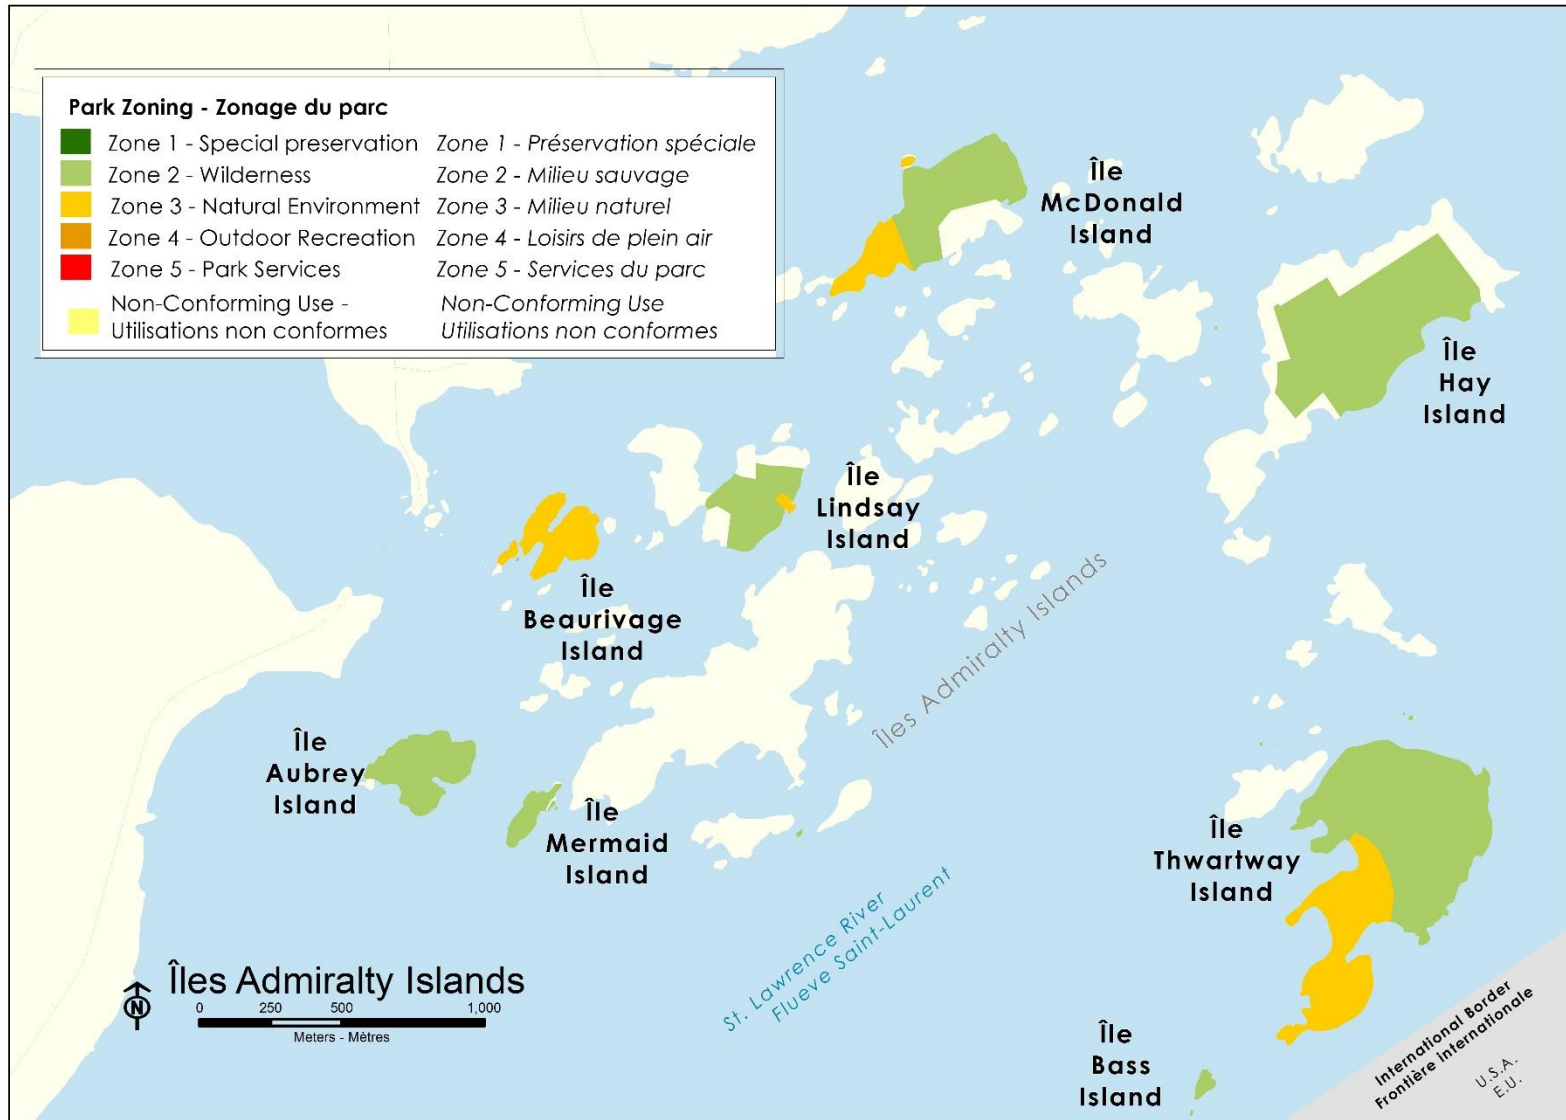 Park Zoning - Zonage du parc
Zone 1 - Special preservation Zone 1 - Préservation spéciale
Zone 2 - Wilderness Zone 2 - Milieu sauvage
Zone 3 - Natural Environment Zone 3 - Milieu naturel
Zone 4 - Outdoor Recreation Zone 4 - Loisirs de plein air
Zone 5 - Park Services Zone 5 - Services du parc
Non-Conforming Use - Non-Conforming Use
Utilisations non conformes Utilisations non conformes
Île
McDonald
Island
Île
Hay
Island
Île
Lindsay
Island
Île
Beaurivage
Island
Îles Admiralty Islands
Île
Aubrey
Island
Île
Mermaid
Island
Île
Thwartway
Island
St. Lawrence River
Flueve Saint-Laurent
Îles Admiralty Islands
N
0 250 500 1,000
Meters - Mètres
Île
Bass
Island
International Border
Frontière internationale
U.S.A.
E.U.